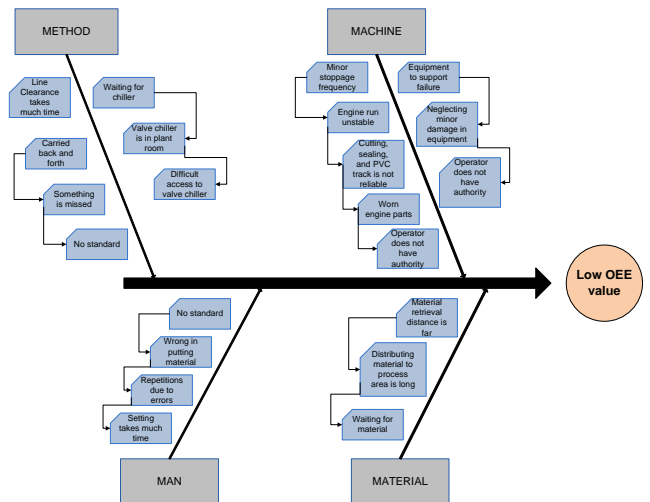 METHOD
MACHINE
Line
Clearance
takes
much time
Waiting for
chiller
Valve chiller
is in plant
room
Difficult
access to
valve chiller
Carried
back and
forth
Something
is missed
No standard
Minor
stoppage
frequency
Engine run
unstable
Cutting,
sealing,
and PVC
track is not
reliable
Worn
engine parts
Operator
does not
have
authority
Equipment
to support
failure
Neglecting
minor
damage in
equipment
Operator
does not
have
authority
Low OEE
value
No standard
Wrong in
putting
material
Repetitions
due to
errors
Setting
takes much
time
Material
retrieval
distance is
far
Distributing
material to
process
area is long
Waiting for
material
MAN
MATERIAL